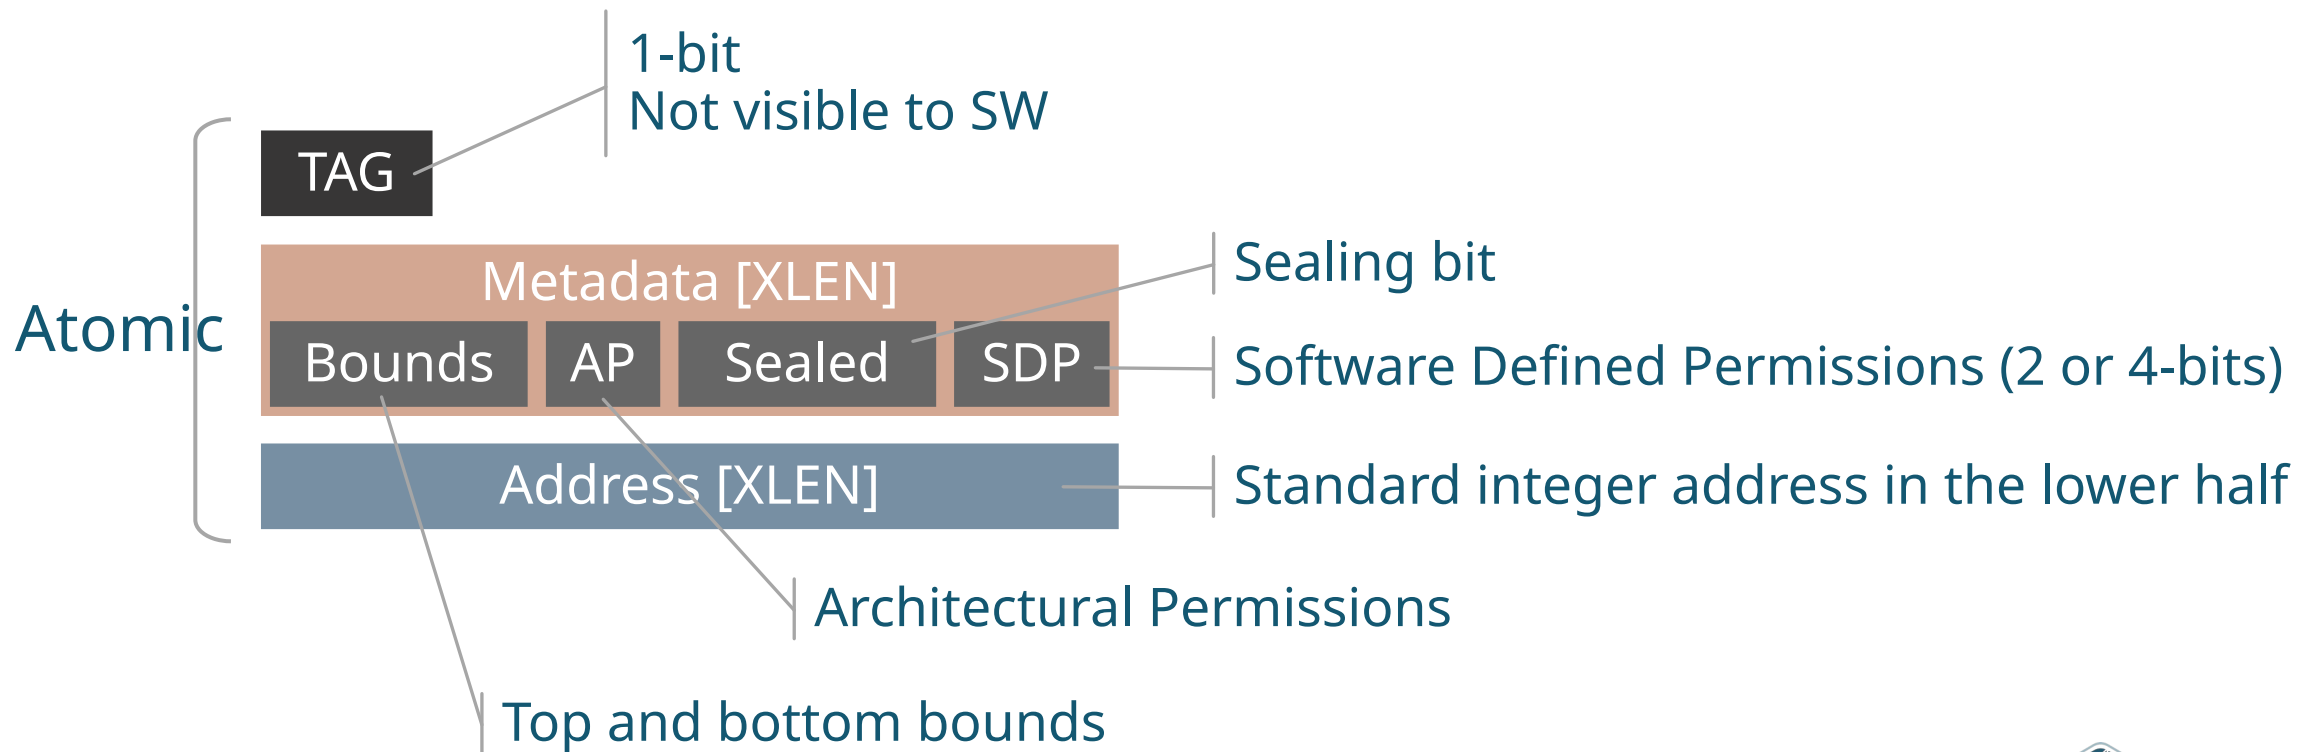 1-bit
Not visible to SW
TAG
Atomic
Metadata [XLEN]
Bounds
AP
Sealed
SDP
Sealing bit
Software Defined Permissions (2 or 4-bits)
Address [XLEN]
Standard integer address in the lower half
Architectural Permissions
Top and bottom bounds